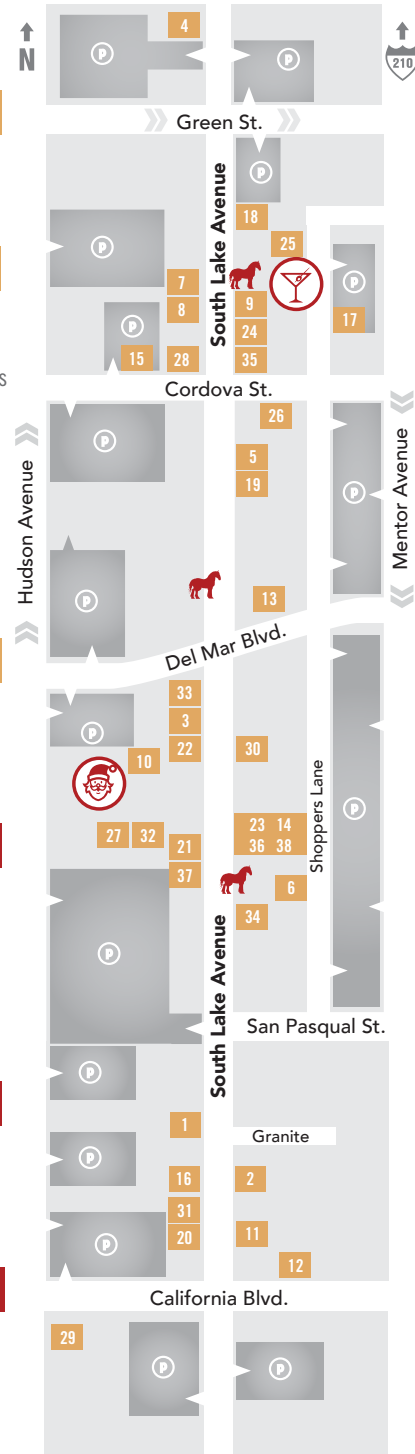 4
P
P
N
210
Green St.
P
18
South Lake Avenue
25
P
7
P
9
8
17
P
24
15
28
35
S
Cordova St.
26
P
5
19
P
Hudson Avenue
Mentor Avenue
P
13
Del Mar Blvd.
33
3
P
22
30
10
23 14
27
32
36 38
21
P
Shoppers Lane
37
6
34
P
South Lake Avenue
San Pasqual St.
P
1
Granite
P
16
2
31
20
11
P
12
California Blvd.
29
P
P